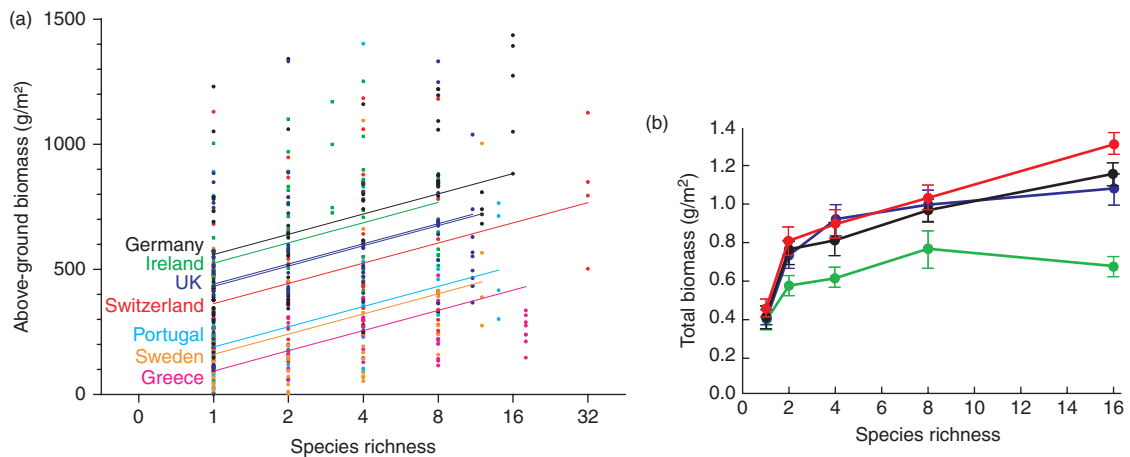 (a)
Above-ground biomass (g/m²)
1500
1000
500
0
Germany
Ireland
UK
Switzerland
Portugal
Sweden
Greece
0 1 2 4 8 16 32
Species richness
(b)
Total biomass (g/m²)
1.4
1.2
1.0
0.8
0.6
0.4
0.2
0.0
0 2 4 6 8 10 12 14 16
Species richness